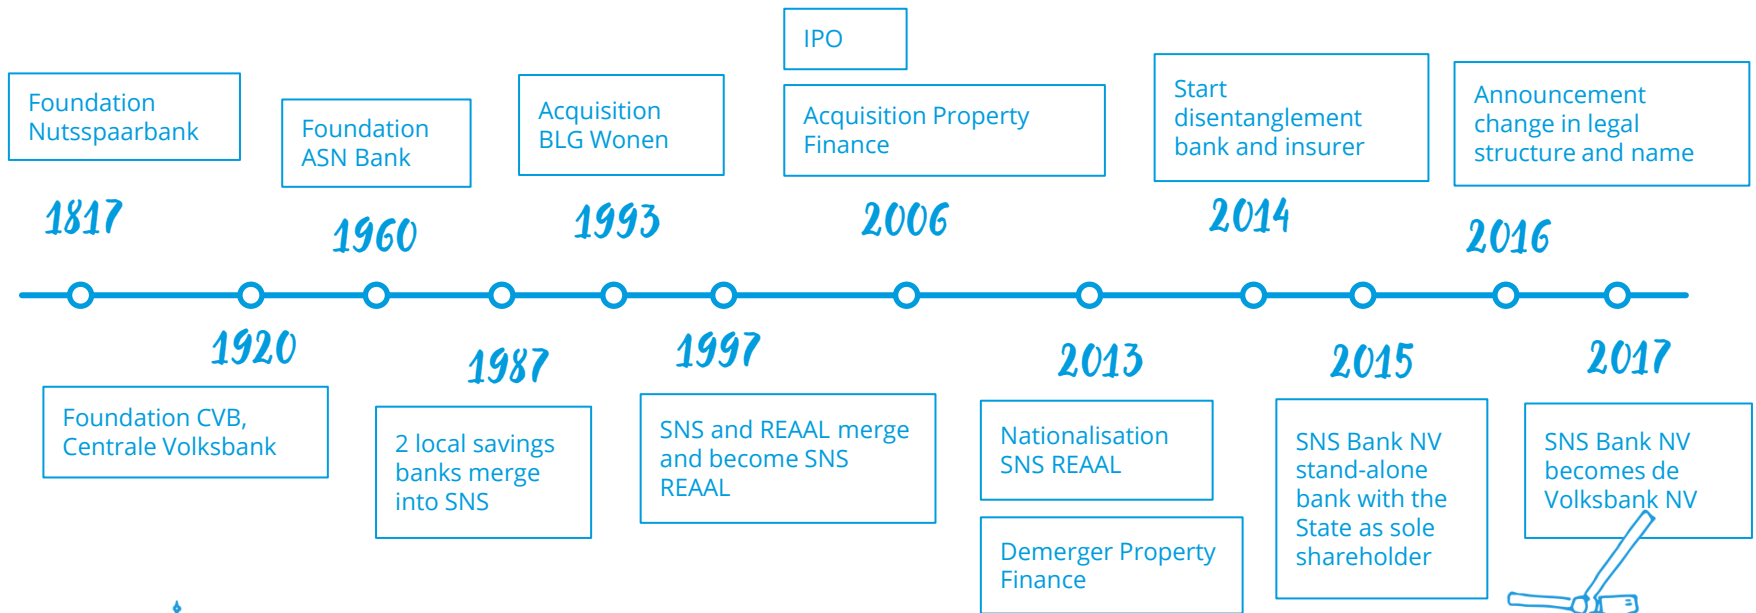 IPO
Foundation
Nutsspaarbank
Foundation
ASN Bank
Acquisition
BLG Wonen
Acquisition Property
Finance
Start
disentanglement
bank and insurer
Announcement
change in legal
structure and name
1817
1960
1993
2006
2014
2016
1920
1987
1997
2013
2015
2017
Foundation CVB,
Centrale Volksbank
2 local savings
banks merge
into SNS
SNS and REAAL merge
and become SNS
REAAL
Nationalisation
SNS REAAL
Demerger Property
Finance
SNS Bank NV
stand-alone
bank with the
State as sole
shareholder
SNS Bank NV
becomes de
Volksbank NV